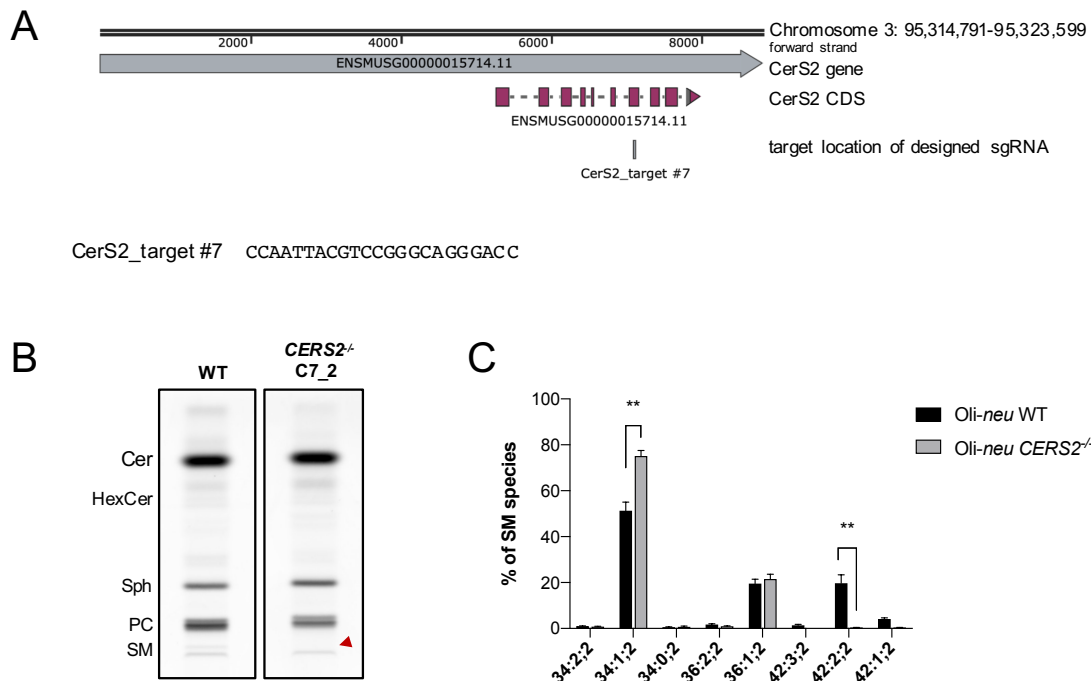 A
Chromosome 3: 95,314,791-95,323,599
2000 4000 6000 8000
forward strand
ENSMUSG00000015714.11
CerS2 gene
CerS2 CDS
ENSMUSG00000015714.11
target location of designed sgRNA
CerS2_target #7
CerS2_target #7 CCAATTACGTCCGGGCAGGGACC
B
WT
CERS2-/-
C7_2
Cer
HexCer
Sph
PC
SM
C
100
80
60
40
20
0
% of SM species
**
**
Oli-neu WT
Oli-neu CERS2-/-
34:2;2 34:1;2 34:0;2 36:2;2 36:1;2 42:3;2 42:2;2 42:1;2